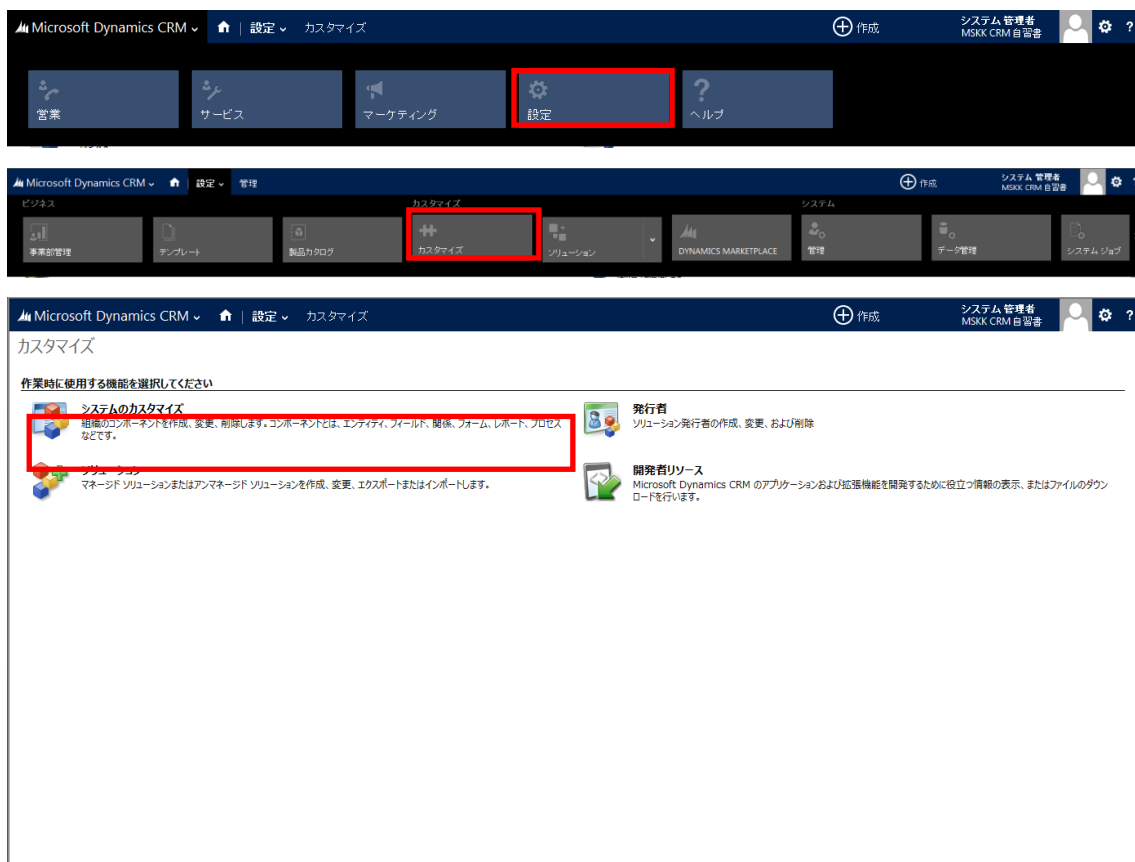 Microsoft Dynamics CRM 設定 カスタマイズ 作成 システム 管理者
MSKK CRM 自習書
?
営業 サービス マーケティング 設定 ヘルプ
Microsoft Dynamics CRM 設定 管理 作成 システム 管理者
MSKK CRM 自習書
ビジネス カスタマイズ システム
事業部管理 テンプレート 製品カタログ カスタマイズ ソリューション DYNAMICS MARKETPLACE 管理 データ管理 システム ジョブ
Microsoft Dynamics CRM 設定 カスタマイズ 作成 システム 管理者
MSKK CRM 自習書
?
カスタマイズ
作業時に使用する機能を選択してください
システムのカスタマイズ
組織のコンポーネントを作成、変更、削除します。コンポーネントとは、エンティティ、フィールド、関係、フォーム、レポート、プロセス
などです。
発行者
ソリューション発行者の作成、変更、および削除
ソリューション
マネージド ソリューションまたはアンマネージド ソリューションを作成、変更、エクスポートまたはインポートします。
開発者リソース
Microsoft Dynamics CRM のアプリケーションおよび拡張機能を開発するために役立つ情報の表示、またはファイルのダウン
ロードを行います。